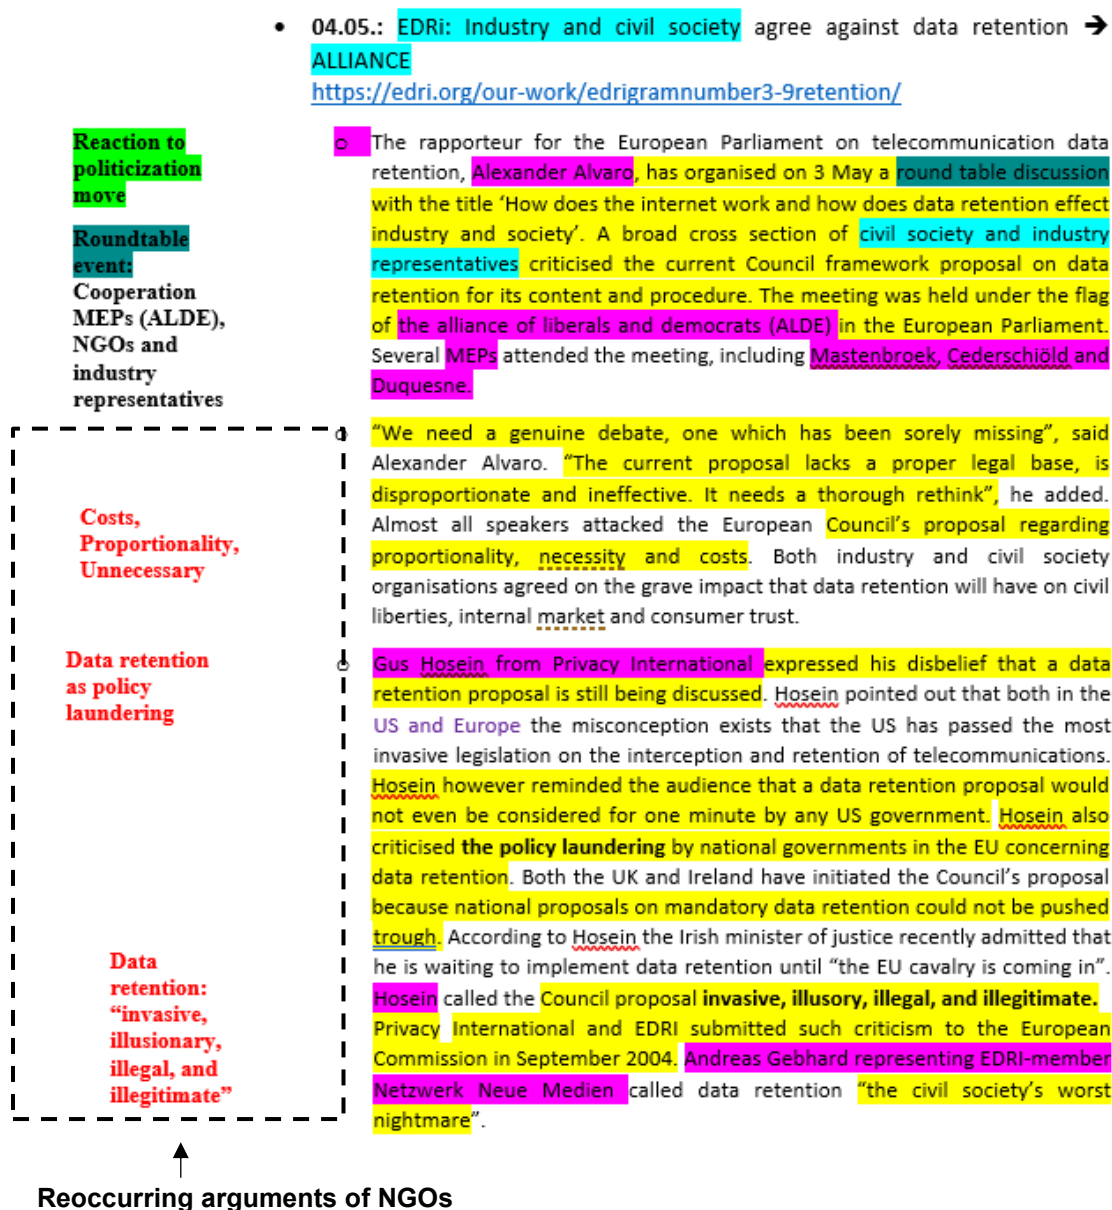 • 04.05.: EDRi: Industry and civil society agree against data retention ➔
ALLIANCE
https://edri.org/our-work/edrigramnumber3-9retention/
Reaction to
politicization
move
Roundtable
event:
Cooperation
MEPs (ALDE),
NGOs and
industry
representatives
o The rapporteur for the European Parliament on telecommunication data
retention, Alexander Alvaro, has organised on 3 May a round table discussion
with the title ‘How does the internet work and how does data retention effect
industry and society’. A broad cross section of civil society and industry
representatives criticised the current Council framework proposal on data
retention for its content and procedure. The meeting was held under the flag
of the alliance of liberals and democrats (ALDE) in the European Parliament.
Several MEPs attended the meeting, including Mastenbroek, Cederschiöld and
Duquesne.
Costs,
Proportionality,
Unnecessary
o “We need a genuine debate, one which has been sorely missing”, said
Alexander Alvaro. “The current proposal lacks a proper legal base, is
disproportionate and ineffective. It needs a thorough rethink”, he added.
Almost all speakers attacked the European Council’s proposal regarding
proportionality, necessity and costs. Both industry and civil society
organisations agreed on the grave impact that data retention will have on civil
liberties, internal market and consumer trust.
Data retention
as policy
laundering
o Gus Hosein from Privacy International expressed his disbelief that a data
retention proposal is still being discussed. Hosein pointed out that both in the
US and Europe the misconception exists that the US has passed the most
invasive legislation on the interception and retention of telecommunications.
Hosein however reminded the audience that a data retention proposal would
not even be considered for one minute by any US government. Hosein also
criticised the policy laundering by national governments in the EU concerning
data retention. Both the UK and Ireland have initiated the Council’s proposal
because national proposals on mandatory data retention could not be pushed
trough. According to Hosein the Irish minister of justice recently admitted that
he is waiting to implement data retention until “the EU cavalry is coming in”.
Hosein called the Council proposal invasive, illusory, illegal, and illegitimate.
Privacy International and EDRI submitted such criticism to the European
Commission in September 2004. Andreas Gebhard representing EDRI-member
Netzwerk Neue Medien called data retention “the civil society’s worst
nightmare”.
Data
retention:
“invasive,
illusionary,
illegal, and
illegitimate”
Reoccurring arguments of NGOs